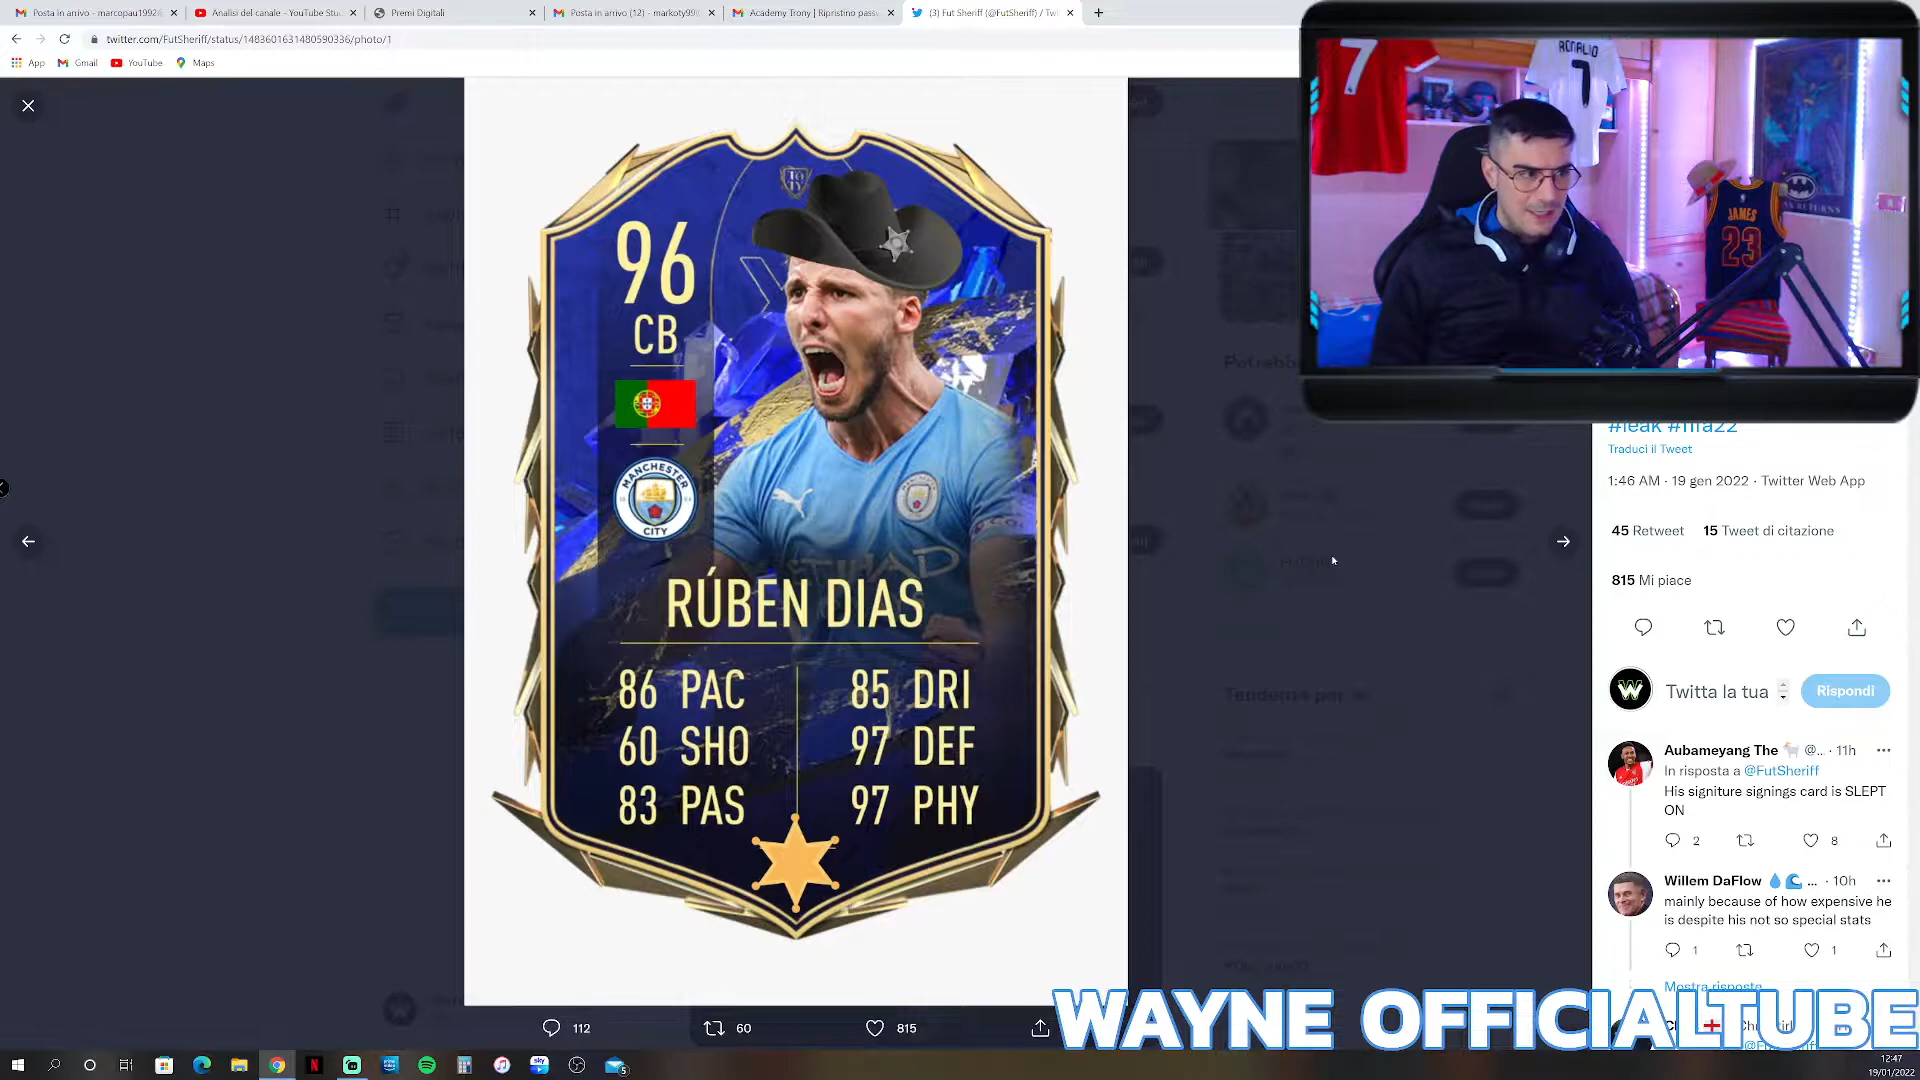 Posta in arrivo - marcopau1992@
Analisi del canale - YouTube Stu
Premi Digitali
Posta in arrivo (12) - markoty99@
Academy Trony | Ripristino pass
(3) Fut Sheriff (@FutSheriff) / Twi
twitter.com/FutSheriff/status/1483601631480590336/photo/1
App
Gmail
YouTube
Maps
7
RONALDO
7
JAMES
23
RETURNS
TO
TY
96
CB
MANCHESTER
CITY
ETIHAD
RÚBEN DIAS
86 PAC
85 DRI
60 SHO
97 DEF
83 PAS
97 PHY
112
60
815
#leak #fifa22
Traduci il Tweet
1:46 AM · 19 gen 2022 · Twitter Web App
45 Retweet
15 Tweet di citazione
815 Mi piace
Twitta la tua
Rispondi
Aubameyang The 🐐 @... · 11h
In risposta a @FutSheriff
His signiture signings card is SLEPT
ON
2
8
Willem DaFlow 💧🌊 ... · 10h
mainly because of how expensive he
is despite his not so special stats
1
1
Mostra risposte
WAYNE OFFICIALTUBE
12:47
19/01/2022